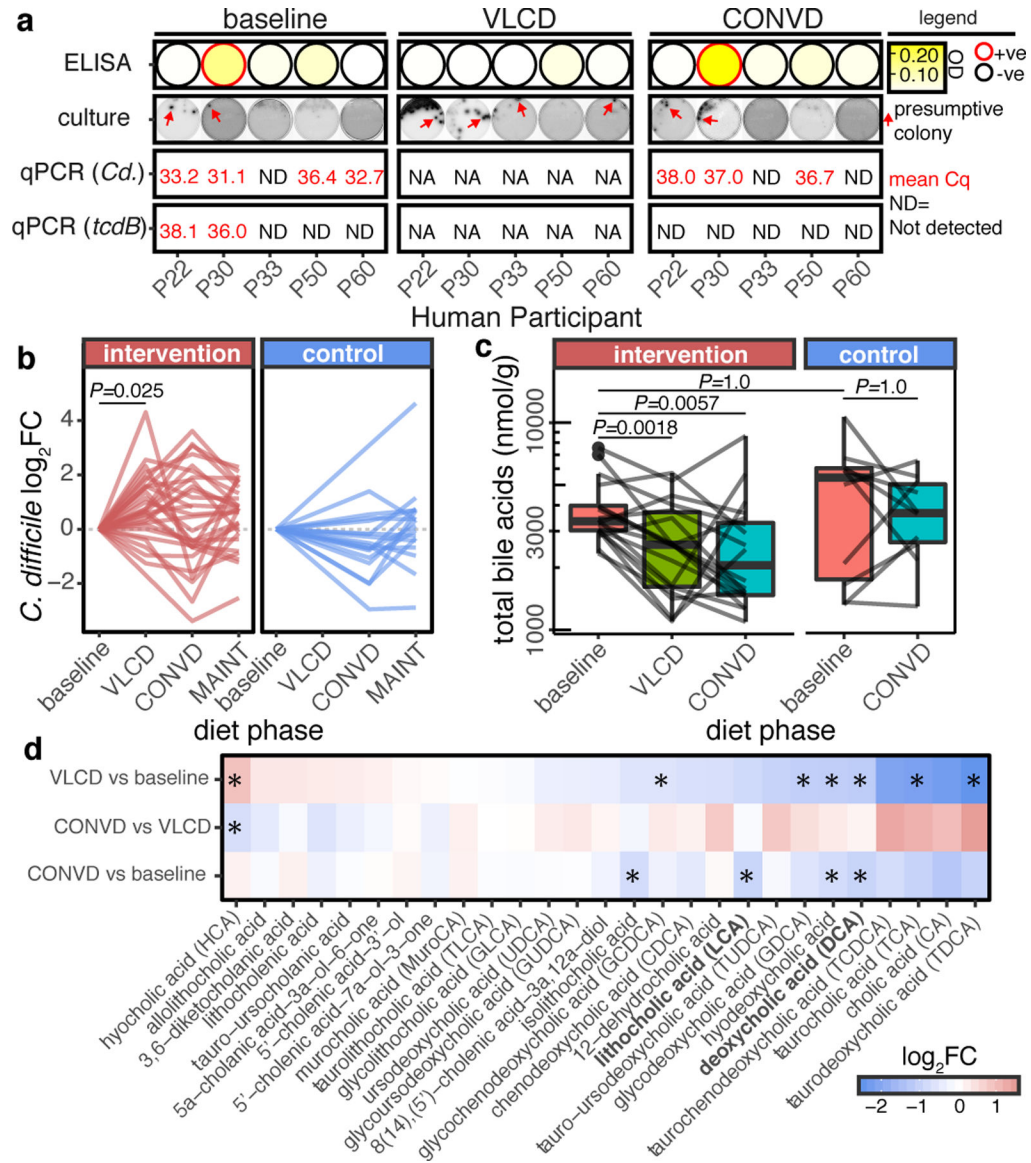 a baseline VLCD CONVD legend
ELISA 0.20 0.10 OD +ve -ve
culture presumptive colony
qPCR (Cd.) 33.2 31.1 ND 36.4 32.7 NA NA NA NA NA 38.0 37.0 ND 36.7 ND mean Cq
ND=
qPCR (tcdB) 38.1 36.0 ND ND ND NA NA NA NA NA ND ND ND ND ND Not detected
P22 P30 P33 P50 P60 P22 P30 P33 P50 P60 P22 P30 P33 P50 P60
Human Participant
b
intervention control
P=0.025
C. difficile log2FC
4
2
0
−2
baseline VLCD CONVD MAINT baseline VLCD CONVD MAINT
diet phase
c
intervention control
P=1.0
P=1.0
P=0.0057
P=0.0018
total bile acids (nmol/g)
10000
3000
1000
baseline VLCD CONVD baseline CONVD
diet phase
d
VLCD vs baseline * * * * * * *
CONVD vs VLCD *
CONVD vs baseline * * * *
hyocholic acid (HCA)
allolithocholic acid
3,6−diketocholanic acid
lithocholenic acid
tauro−ursocholanic acid
5a−cholanic acid−3a−ol−6−one
5'−cholenic acid−3'−ol
5'−cholenic acid−7a−ol−3−one
murocholic acid (MuroCA)
taurolithocholic acid (TLCA)
glycolithocholic acid (GLCA)
ursodeoxycholic acid (UDCA)
glycoursodeoxycholic acid (GUDCA)
8(14),(5')−cholenic acid−3a, 12a−diol
isolithocholic acid
glycochenodeoxycholic acid (GCDCA)
chenodeoxycholic acid (CDCA)
12−dehydrocholic acid
lithocholic acid (LCA)
tauro−ursodeoxycholic acid (TUDCA)
glycodeoxycholic acid (GDCA)
hyodeoxycholic acid
deoxycholic acid (DCA)
taurochenodeoxycholic acid (TCDCA)
taurocholic acid (TCA)
cholic acid (CA)
taurodeoxycholic acid (TDCA)
log2FC
−2 −1 0 1